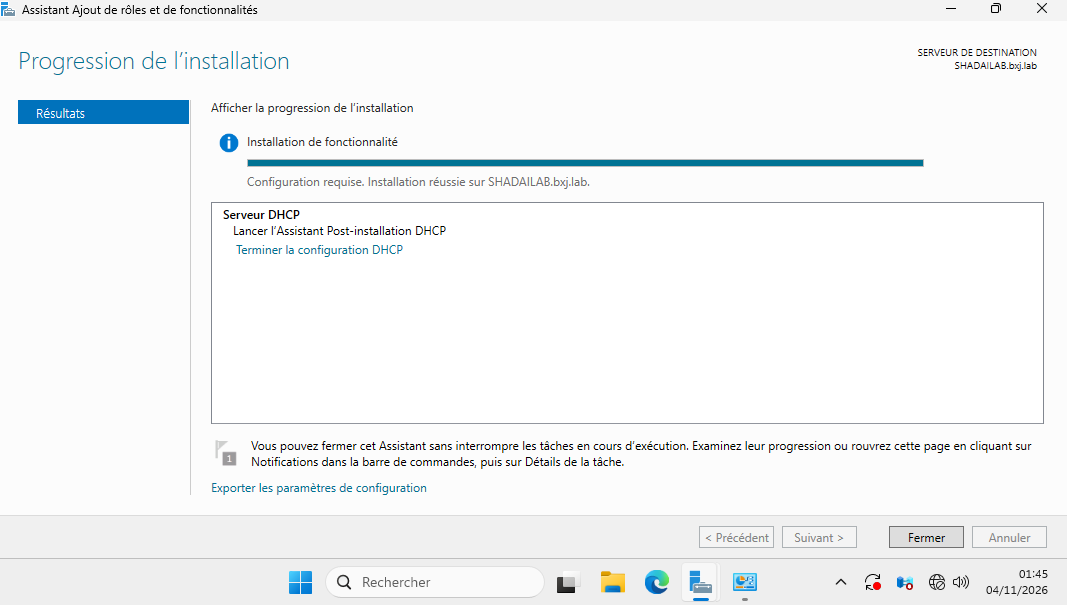 Assistant Ajout de rôles et de fonctionnalités
Progression de l’installation
SERVEUR DE DESTINATION
SHADAILAB.bxj.lab
Résultats
Afficher la progression de l’installation
Installation de fonctionnalité
Configuration requise. Installation réussie sur SHADAILAB.bxj.lab.
Serveur DHCP
Lancer l’Assistant Post-installation DHCP
Terminer la configuration DHCP
1
Vous pouvez fermer cet Assistant sans interrompre les tâches en cours d’exécution. Examinez leur progression ou rouvrez cette page en cliquant sur
Notifications dans la barre de commandes, puis sur Détails de la tâche.
Exporter les paramètres de configuration
< Précédent
Suivant >
Fermer
Annuler
Rechercher
01:45
04/11/2026